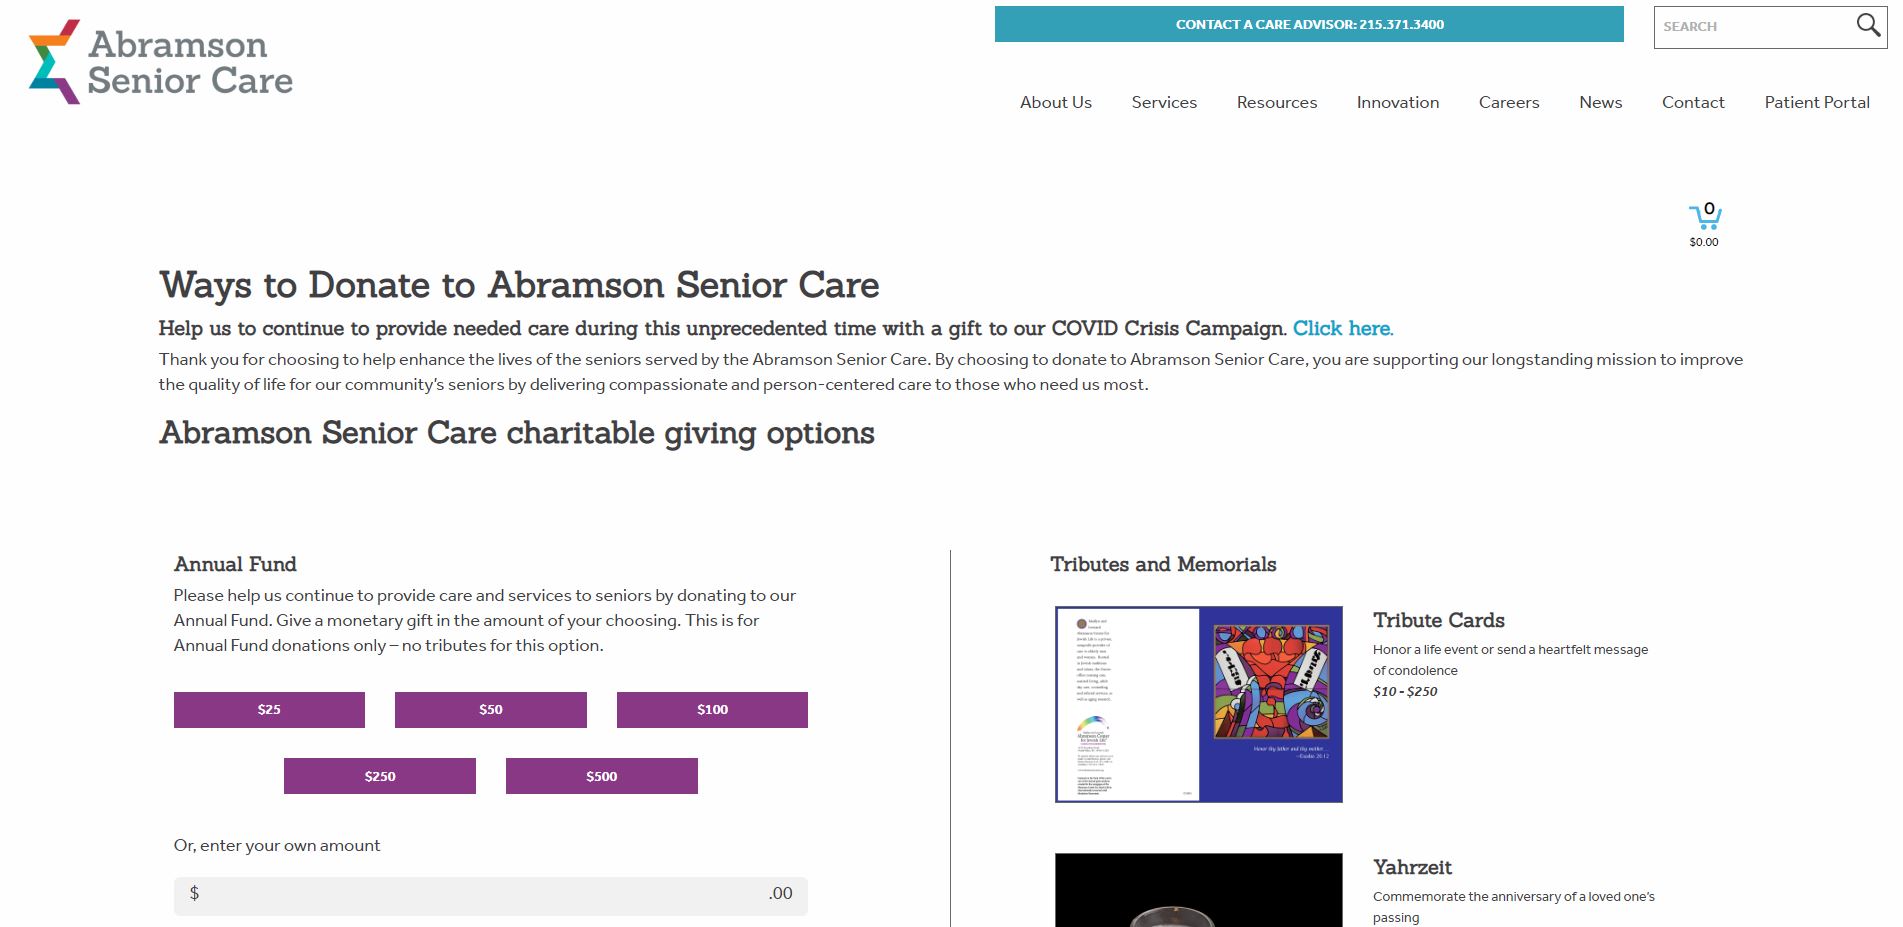 Abramson
Senior Care
CONTACT A CARE ADVISOR: 215.371.3400
SEARCH
About Us Services Resources Innovation Careers News Contact Patient Portal
0
$0.00
Ways to Donate to Abramson Senior Care
Help us to continue to provide needed care during this unprecedented time with a gift to our COVID Crisis Campaign. Click here.
Thank you for choosing to help enhance the lives of the seniors served by the Abramson Senior Care. By choosing to donate to Abramson Senior Care, you are supporting our longstanding mission to improve
the quality of life for our community’s seniors by delivering compassionate and person-centered care to those who need us most.
Abramson Senior Care charitable giving options
Annual Fund
Please help us continue to provide care and services to seniors by donating to our
Annual Fund. Give a monetary gift in the amount of your choosing. This is for
Annual Fund donations only – no tributes for this option.
$25 $50 $100
$250 $500
Or, enter your own amount
$ .00
Tributes and Memorials
Abramson Center
for Jewish Life
Honor thy father and thy mother...
—Exodus 20:12
Tribute Cards
Honor a life event or send a heartfelt message
of condolence
$10 - $250
Yahrzeit
Commemorate the anniversary of a loved one’s
passing